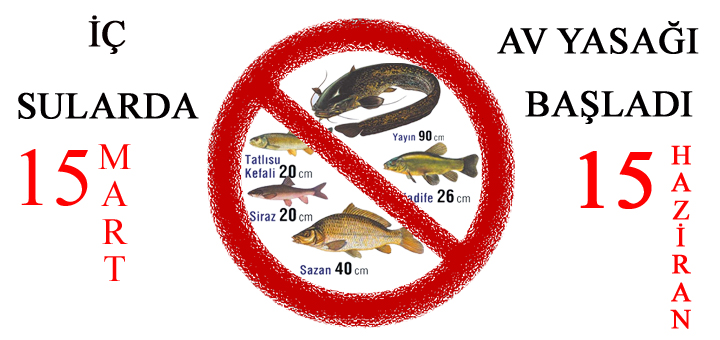 İÇ
SULARDA
15 MART
AV YASAĞI
BAŞLADI
15 HAZİRAN
Yayın 90 cm
Tatlısu
Kefali 20 cm
adife 26 cm
Siraz 20 cm
Sazan 40 cm